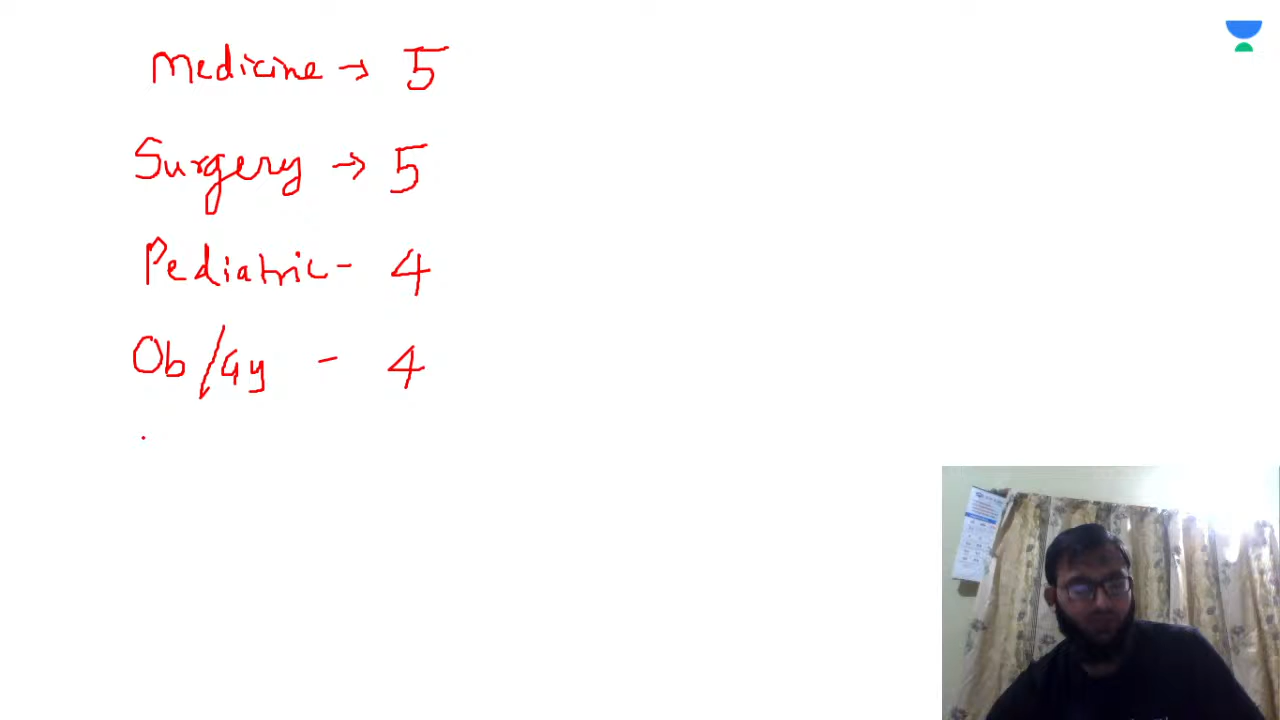 Medicine → 5
Surgery → 5
Pediatric - 4
Ob/Gy - 4